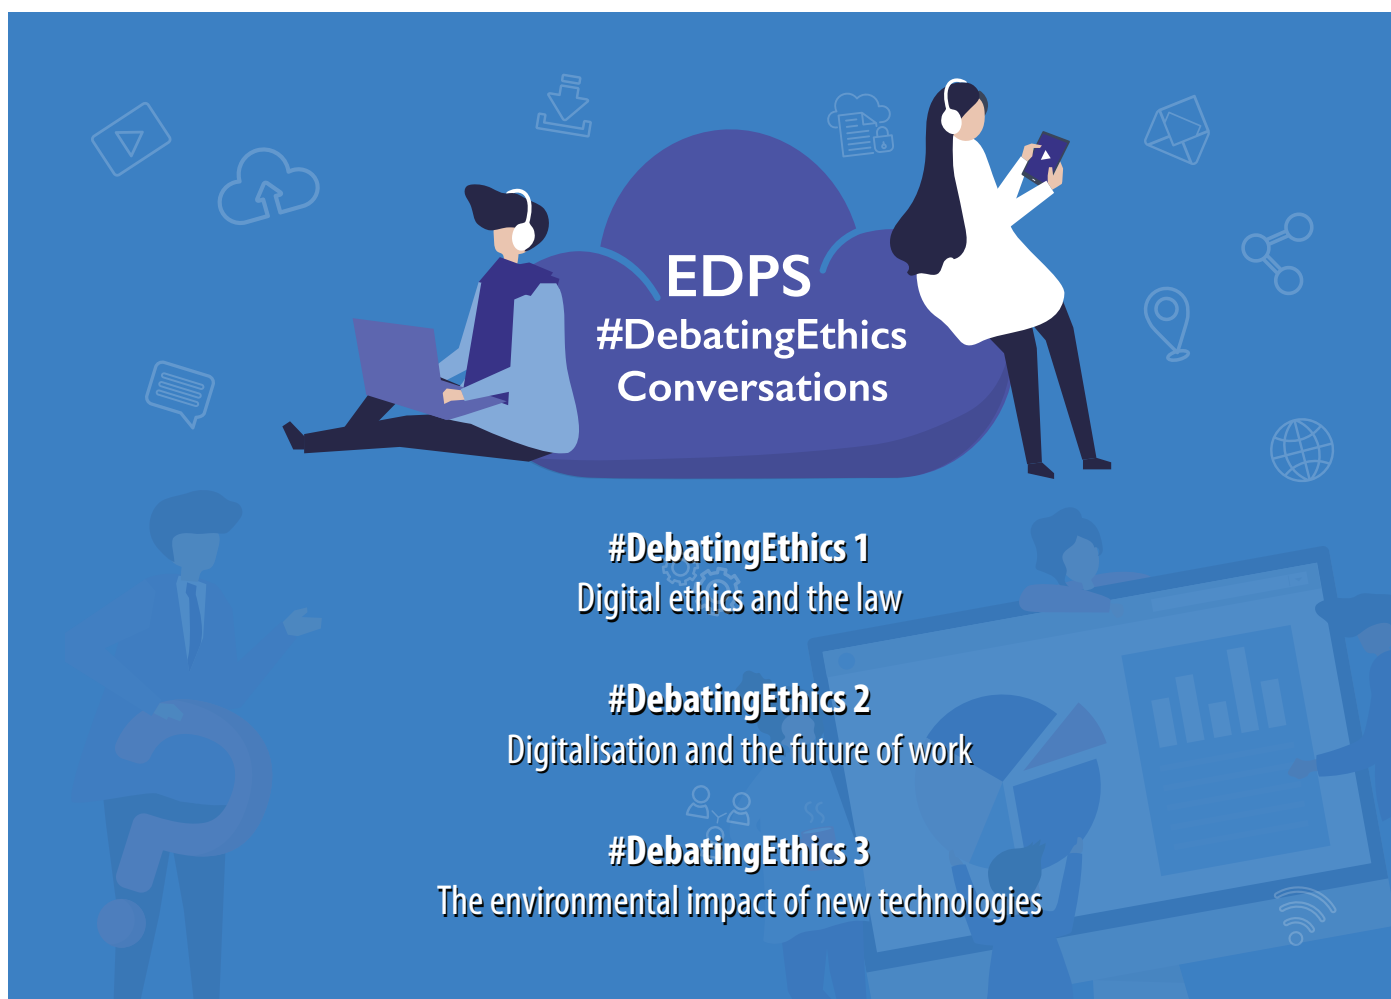 EDPS
#DebatingEthics
Conversations
#DebatingEthics 1
Digital ethics and the law
#DebatingEthics 2
Digitalisation and the future of work
#DebatingEthics 3
The environmental impact of new technologies